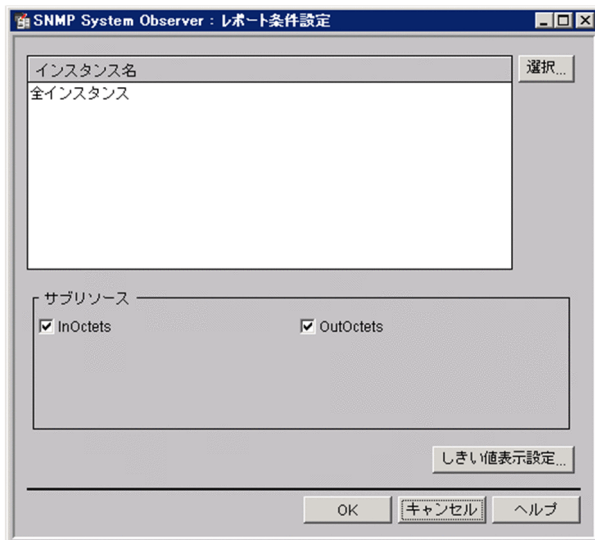 SNMP System Observer : レポート条件設定
インスタンス名
選択...
全インスタンス
サブリソース
InOctets
OutOctets
しきい値表示設定...
OK
キャンセル
ヘルプ